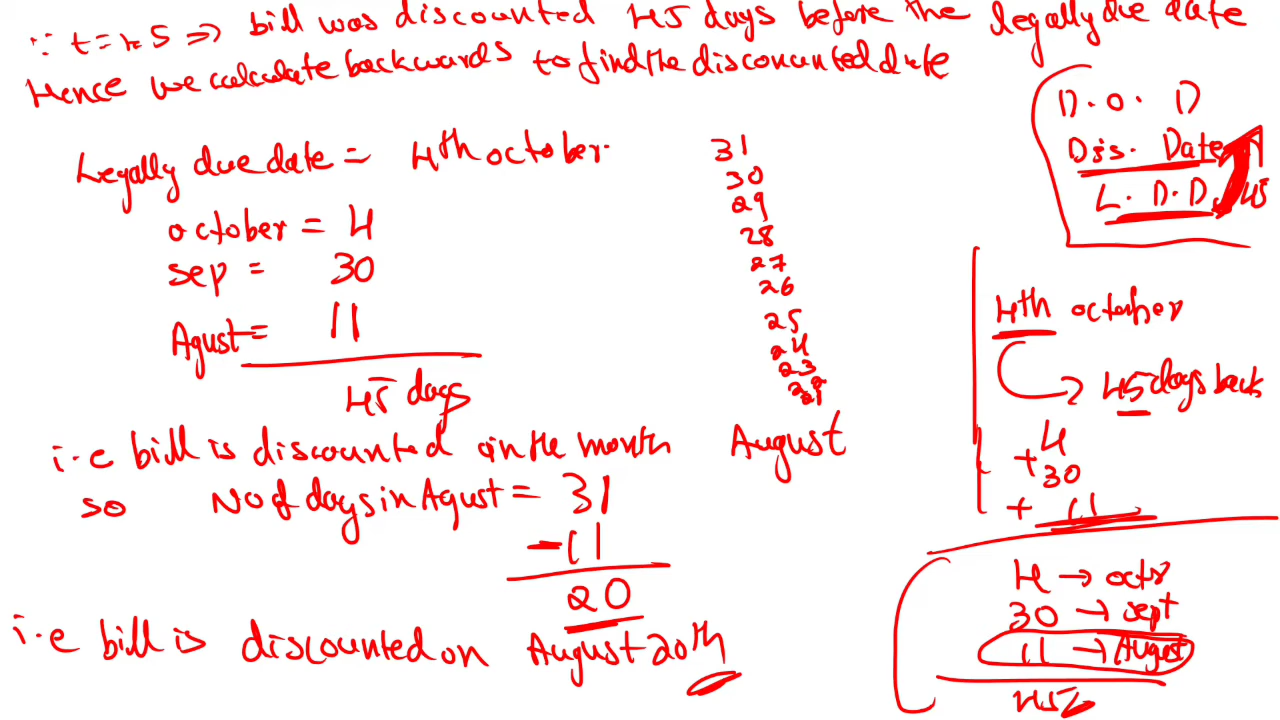 ∵ t=45 ⇒ bill was discounted 45 days before the legally due date
Hence we calculate backwards to find the discounted date
Legally due date = 4th october.
october = 4
sep = 30
Agust = 11
45 days
i.e bill is discounted in the month August
so No of days in Agust = 31
- 11
20
i.e bill is discounted on August 20th
31
30
29
28
27
26
25
24
23
22
21
D.O.D
Dis. Date
L.D.D. 45
4th october
45 days back
4
+ 30
+ 11
4 → octr
30 → sept
11 → August
45